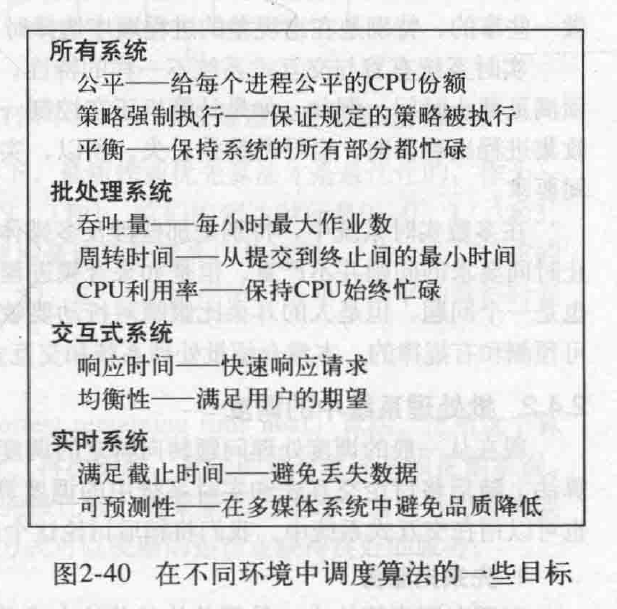 所有系统
公平——给每个进程公平的CPU份额
策略强制执行——保证规定的策略被执行
平衡——保持系统的所有部分都忙碌
批处理系统
吞吐量——每小时最大作业数
周转时间——从提交到终止间的最小时间
CPU利用率——保持CPU始终忙碌
交互式系统
响应时间——快速响应请求
均衡性——满足用户的期望
实时系统
满足截止时间——避免丢失数据
可预测性——在多媒体系统中避免品质降低
图2-40 在不同环境中调度算法的一些目标